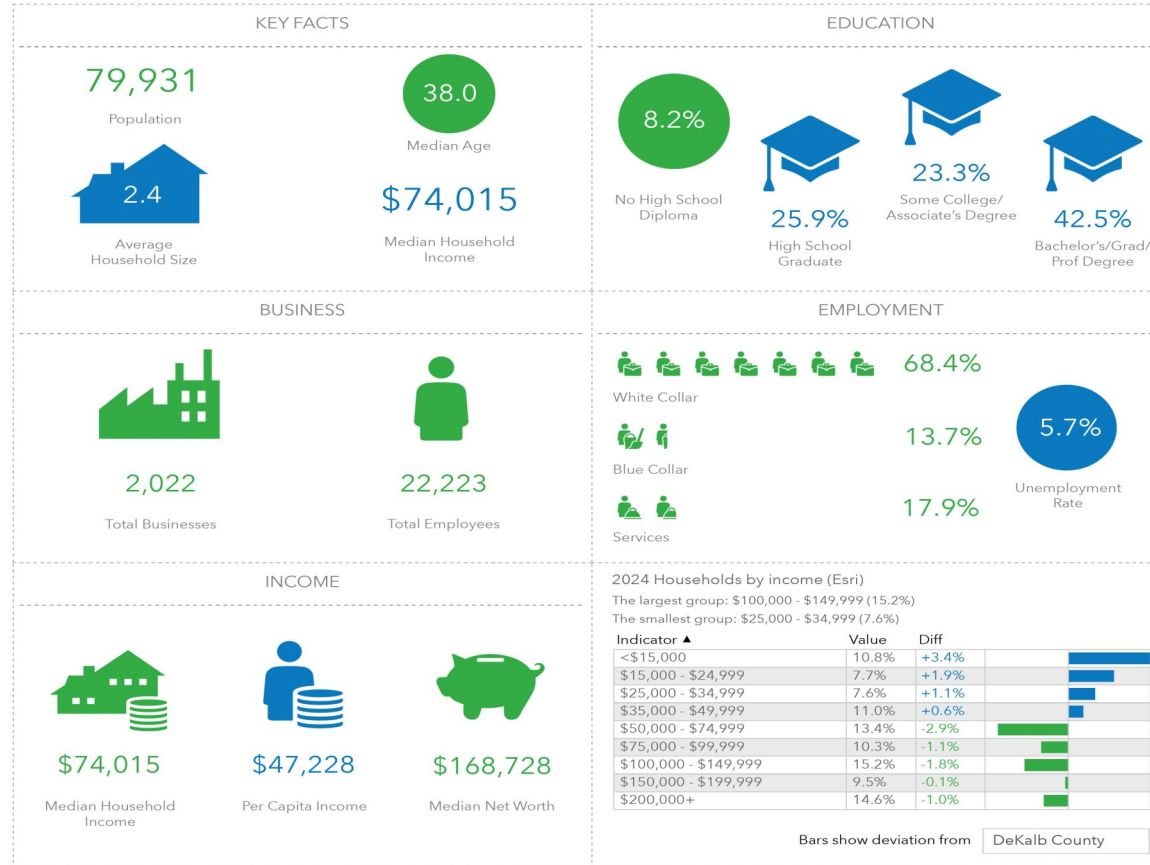 KEY FACTS
79,931
Population
38.0
Median Age
2.4
Average
Household Size
$74,015
Median Household
Income
EDUCATION
8.2%
No High School
Diploma
25.9%
High School
Graduate
23.3%
Some College/
Associate's Degree
42.5%
Bachelor's/Grad/
Prof Degree
BUSINESS
2,022
Total Businesses
22,223
Total Employees
EMPLOYMENT
68.4%
White Collar
13.7%
Blue Collar
17.9%
Services
5.7%
Unemployment
Rate
INCOME
$74,015
Median Household
Income
$47,228
Per Capita Income
$168,728
Median Net Worth
2024 Households by income (Esri)
The largest group: $100,000 - $149,999 (15.2%)
The smallest group: $25,000 - $34,999 (7.6%)
Indicator ▲ Value Diff
<$15,000 10.8% +3.4%
$15,000 - $24,999 7.7% +1.9%
$25,000 - $34,999 7.6% +1.1%
$35,000 - $49,999 11.0% +0.6%
$50,000 - $74,999 13.4% -2.9%
$75,000 - $99,999 10.3% -1.1%
$100,000 - $149,999 15.2% -1.8%
$150,000 - $199,999 9.5% -0.1%
$200,000+ 14.6% -1.0%
Bars show deviation from DeKalb County